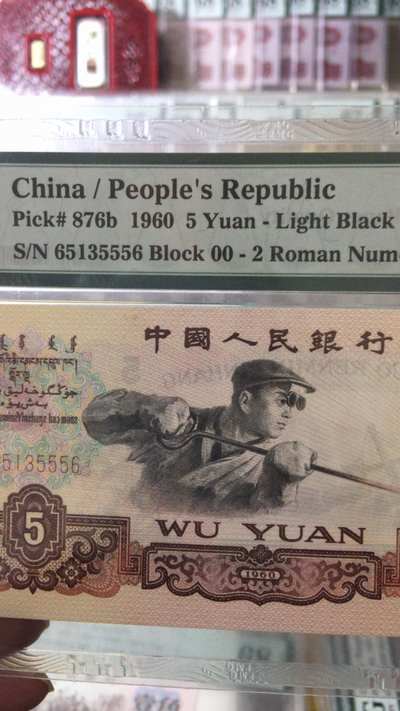 China / People's Republic
Pick# 876b 1960 5 Yuan - Light Black
S/N 65135556 Block 00 - 2 Roman Num
中國人民銀行
5135556
5
WU YUAN
1960